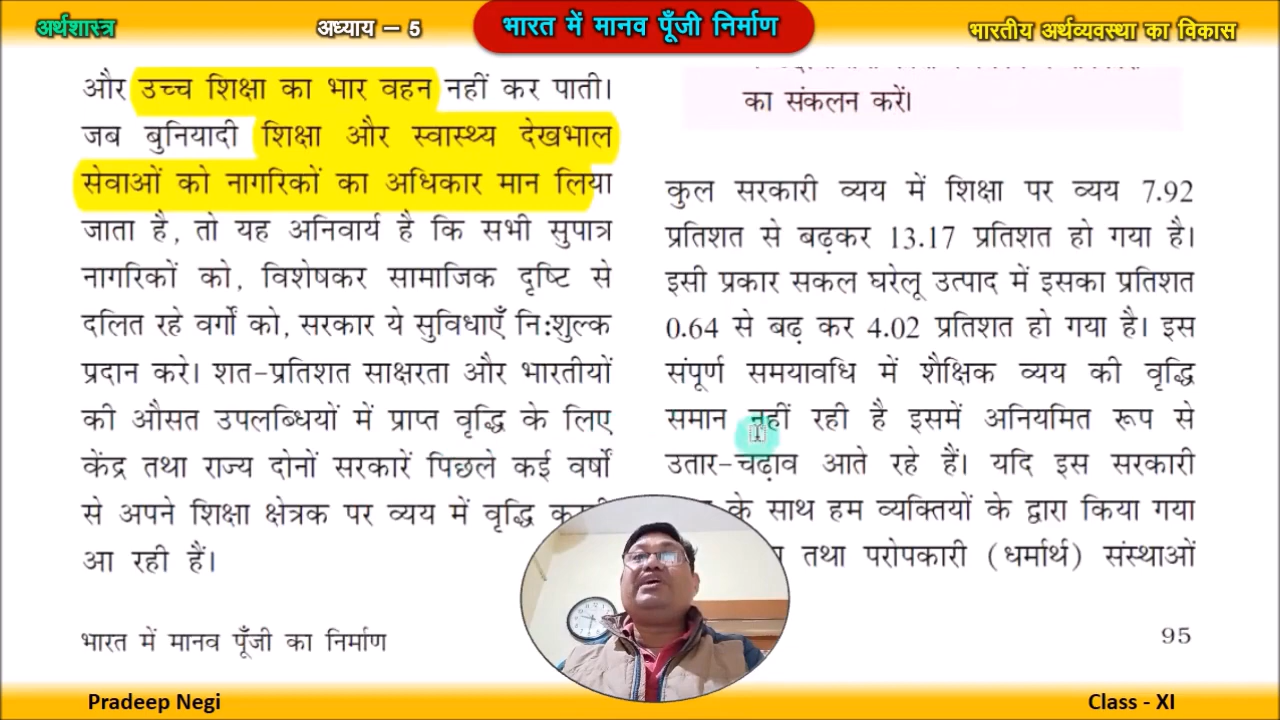 अर्थशास्त्र
अध्याय – 5
भारत में मानव पूँजी निर्माण
भारतीय अर्थव्यवस्था का विकास
और उच्च शिक्षा का भार वहन नहीं कर पाती।
जब बुनियादी शिक्षा और स्वास्थ्य देखभाल
सेवाओं को नागरिकों का अधिकार मान लिया
जाता है, तो यह अनिवार्य है कि सभी सुपात्र
नागरिकों को, विशेषकर सामाजिक दृष्टि से
दलित रहे वर्गों को, सरकार ये सुविधाएँ नि:शुल्क
प्रदान करे। शत-प्रतिशत साक्षरता और भारतीयों
की औसत उपलब्धियों में प्राप्त वृद्धि के लिए
केंद्र तथा राज्य दोनों सरकारें पिछले कई वर्षों
से अपने शिक्षा क्षेत्रक पर व्यय में वृद्धि
आ रही हैं।
भारत में मानव पूँजी का निर्माण
का संकलन करें।
कुल सरकारी व्यय में शिक्षा पर व्यय 7.92
प्रतिशत से बढ़कर 13.17 प्रतिशत हो गया है।
इसी प्रकार सकल घरेलू उत्पाद में इसका प्रतिशत
0.64 से बढ़ कर 4.02 प्रतिशत हो गया है। इस
संपूर्ण समयावधि में शैक्षिक व्यय की वृद्धि
समान नहीं रही है इसमें अनियमित रूप से
उतार-चढ़ाव आते रहे हैं। यदि इस सरकारी
के साथ हम व्यक्तियों के द्वारा किया गया
तथा परोपकारी (धर्मार्थ) संस्थाओं
95
Pradeep Negi
Class - XI